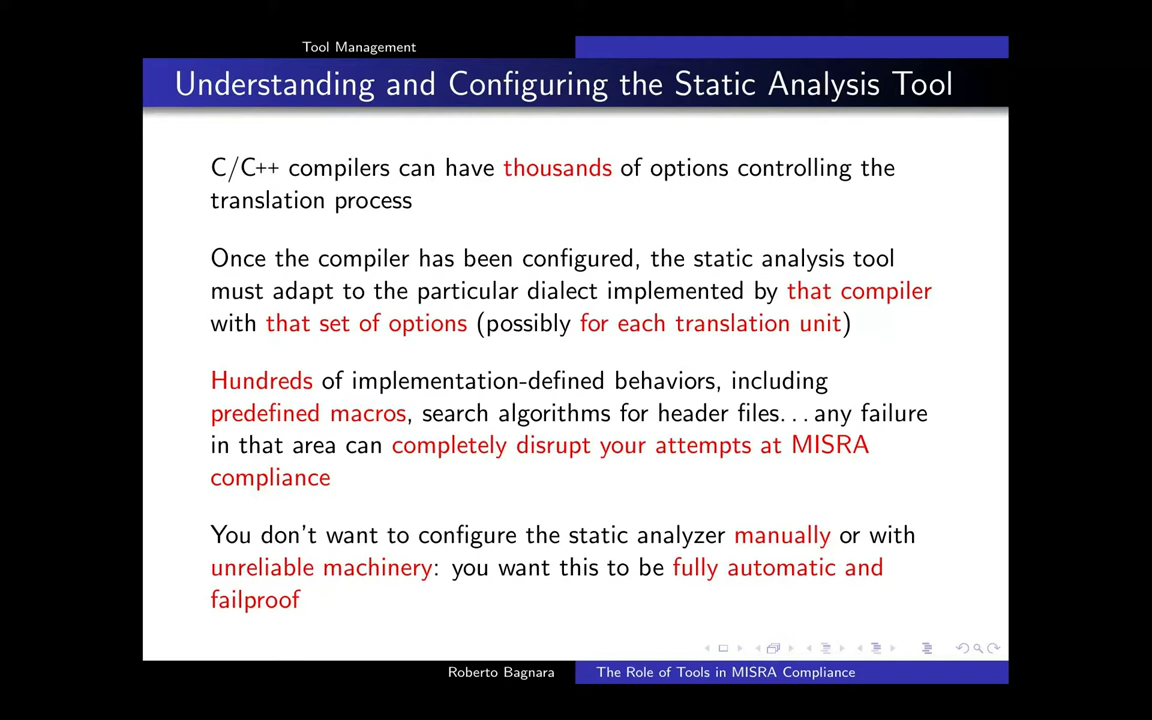 Tool Management
Understanding and Configuring the Static Analysis Tool
C/C++ compilers can have thousands of options controlling the
translation process
Once the compiler has been configured, the static analysis tool
must adapt to the particular dialect implemented by that compiler
with that set of options (possibly for each translation unit)
Hundreds of implementation-defined behaviors, including
predefined macros, search algorithms for header files. . . any failure
in that area can completely disrupt your attempts at MISRA
compliance
You don't want to configure the static analyzer manually or with
unreliable machinery: you want this to be fully automatic and
failproof
Roberto Bagnara
The Role of Tools in MISRA Compliance